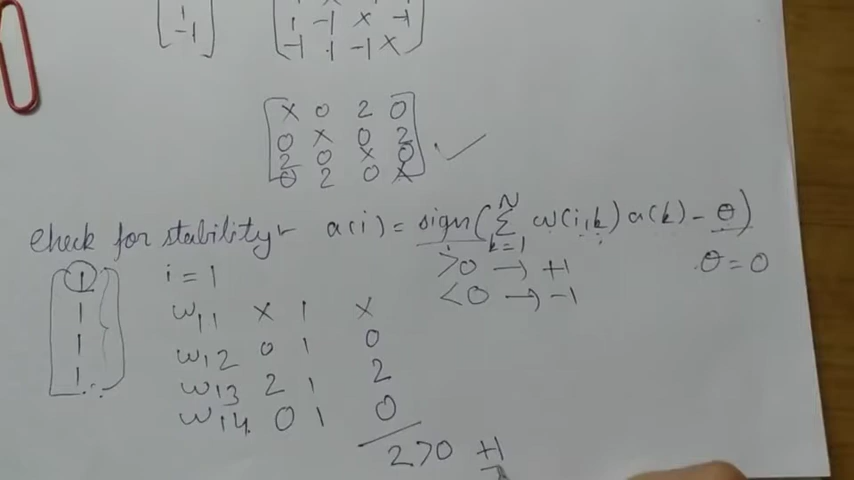 1
-1
1 -1 x -1
-1 1 -1 x
x 0 2 0
0 x 0 2
2 0 x 0
0 2 0 x
Check for stability - a(i) = sign(Σ w(i,k) a(k) - θ)
N
k=1
>0 → +1
<0 → -1
θ = 0
1
1
1
1
i = 1
w11 x 1 x
w12 0 1 0
w13 2 1 2
w14 0 1 0
2>0 +1